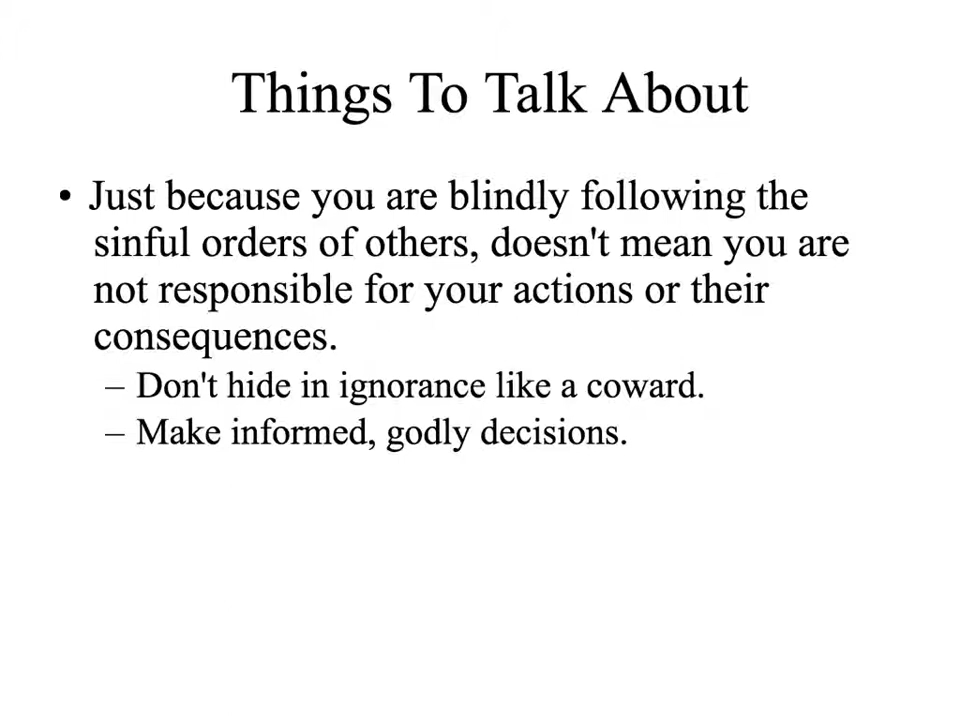 Things To Talk About
• Just because you are blindly following the
sinful orders of others, doesn't mean you are
not responsible for your actions or their
consequences.
– Don't hide in ignorance like a coward.
– Make informed, godly decisions.